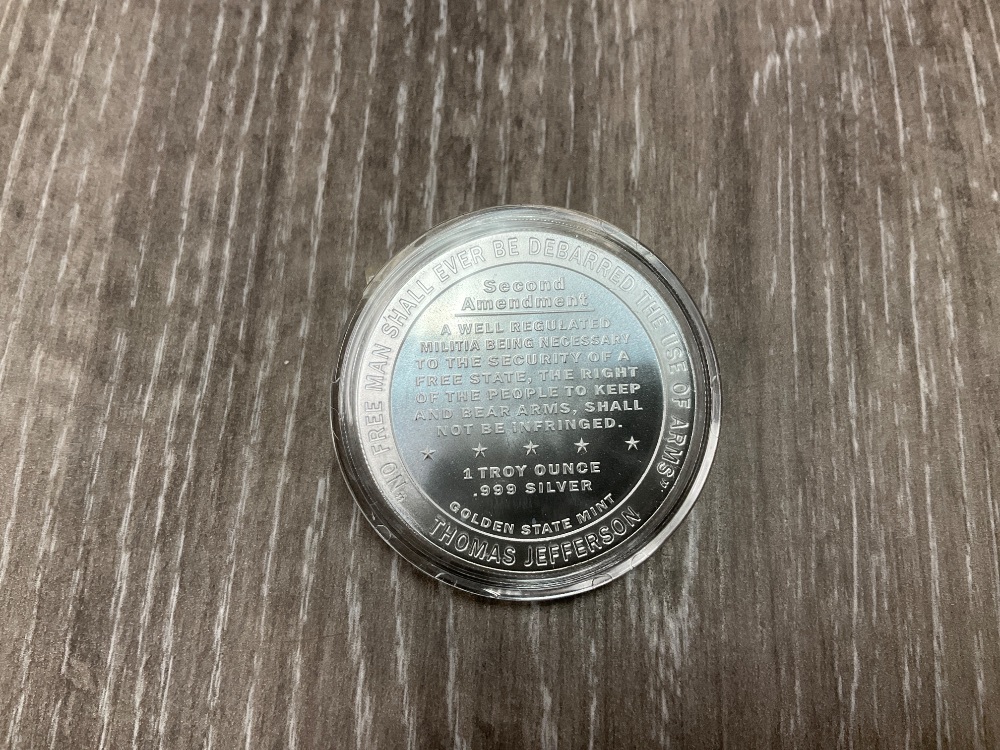 "NO FREE MAN SHALL EVER BE DEBARRED THE USE OF ARMS"
Second
Amendment
A WELL REGULATED
MILITIA BEING NECESSARY
TO THE SECURITY OF A
FREE STATE, THE RIGHT
OF THE PEOPLE TO KEEP
AND BEAR ARMS, SHALL
NOT BE INFRINGED.
1 TROY OUNCE
.999 SILVER
GOLDEN STATE MINT
THOMAS JEFFERSON